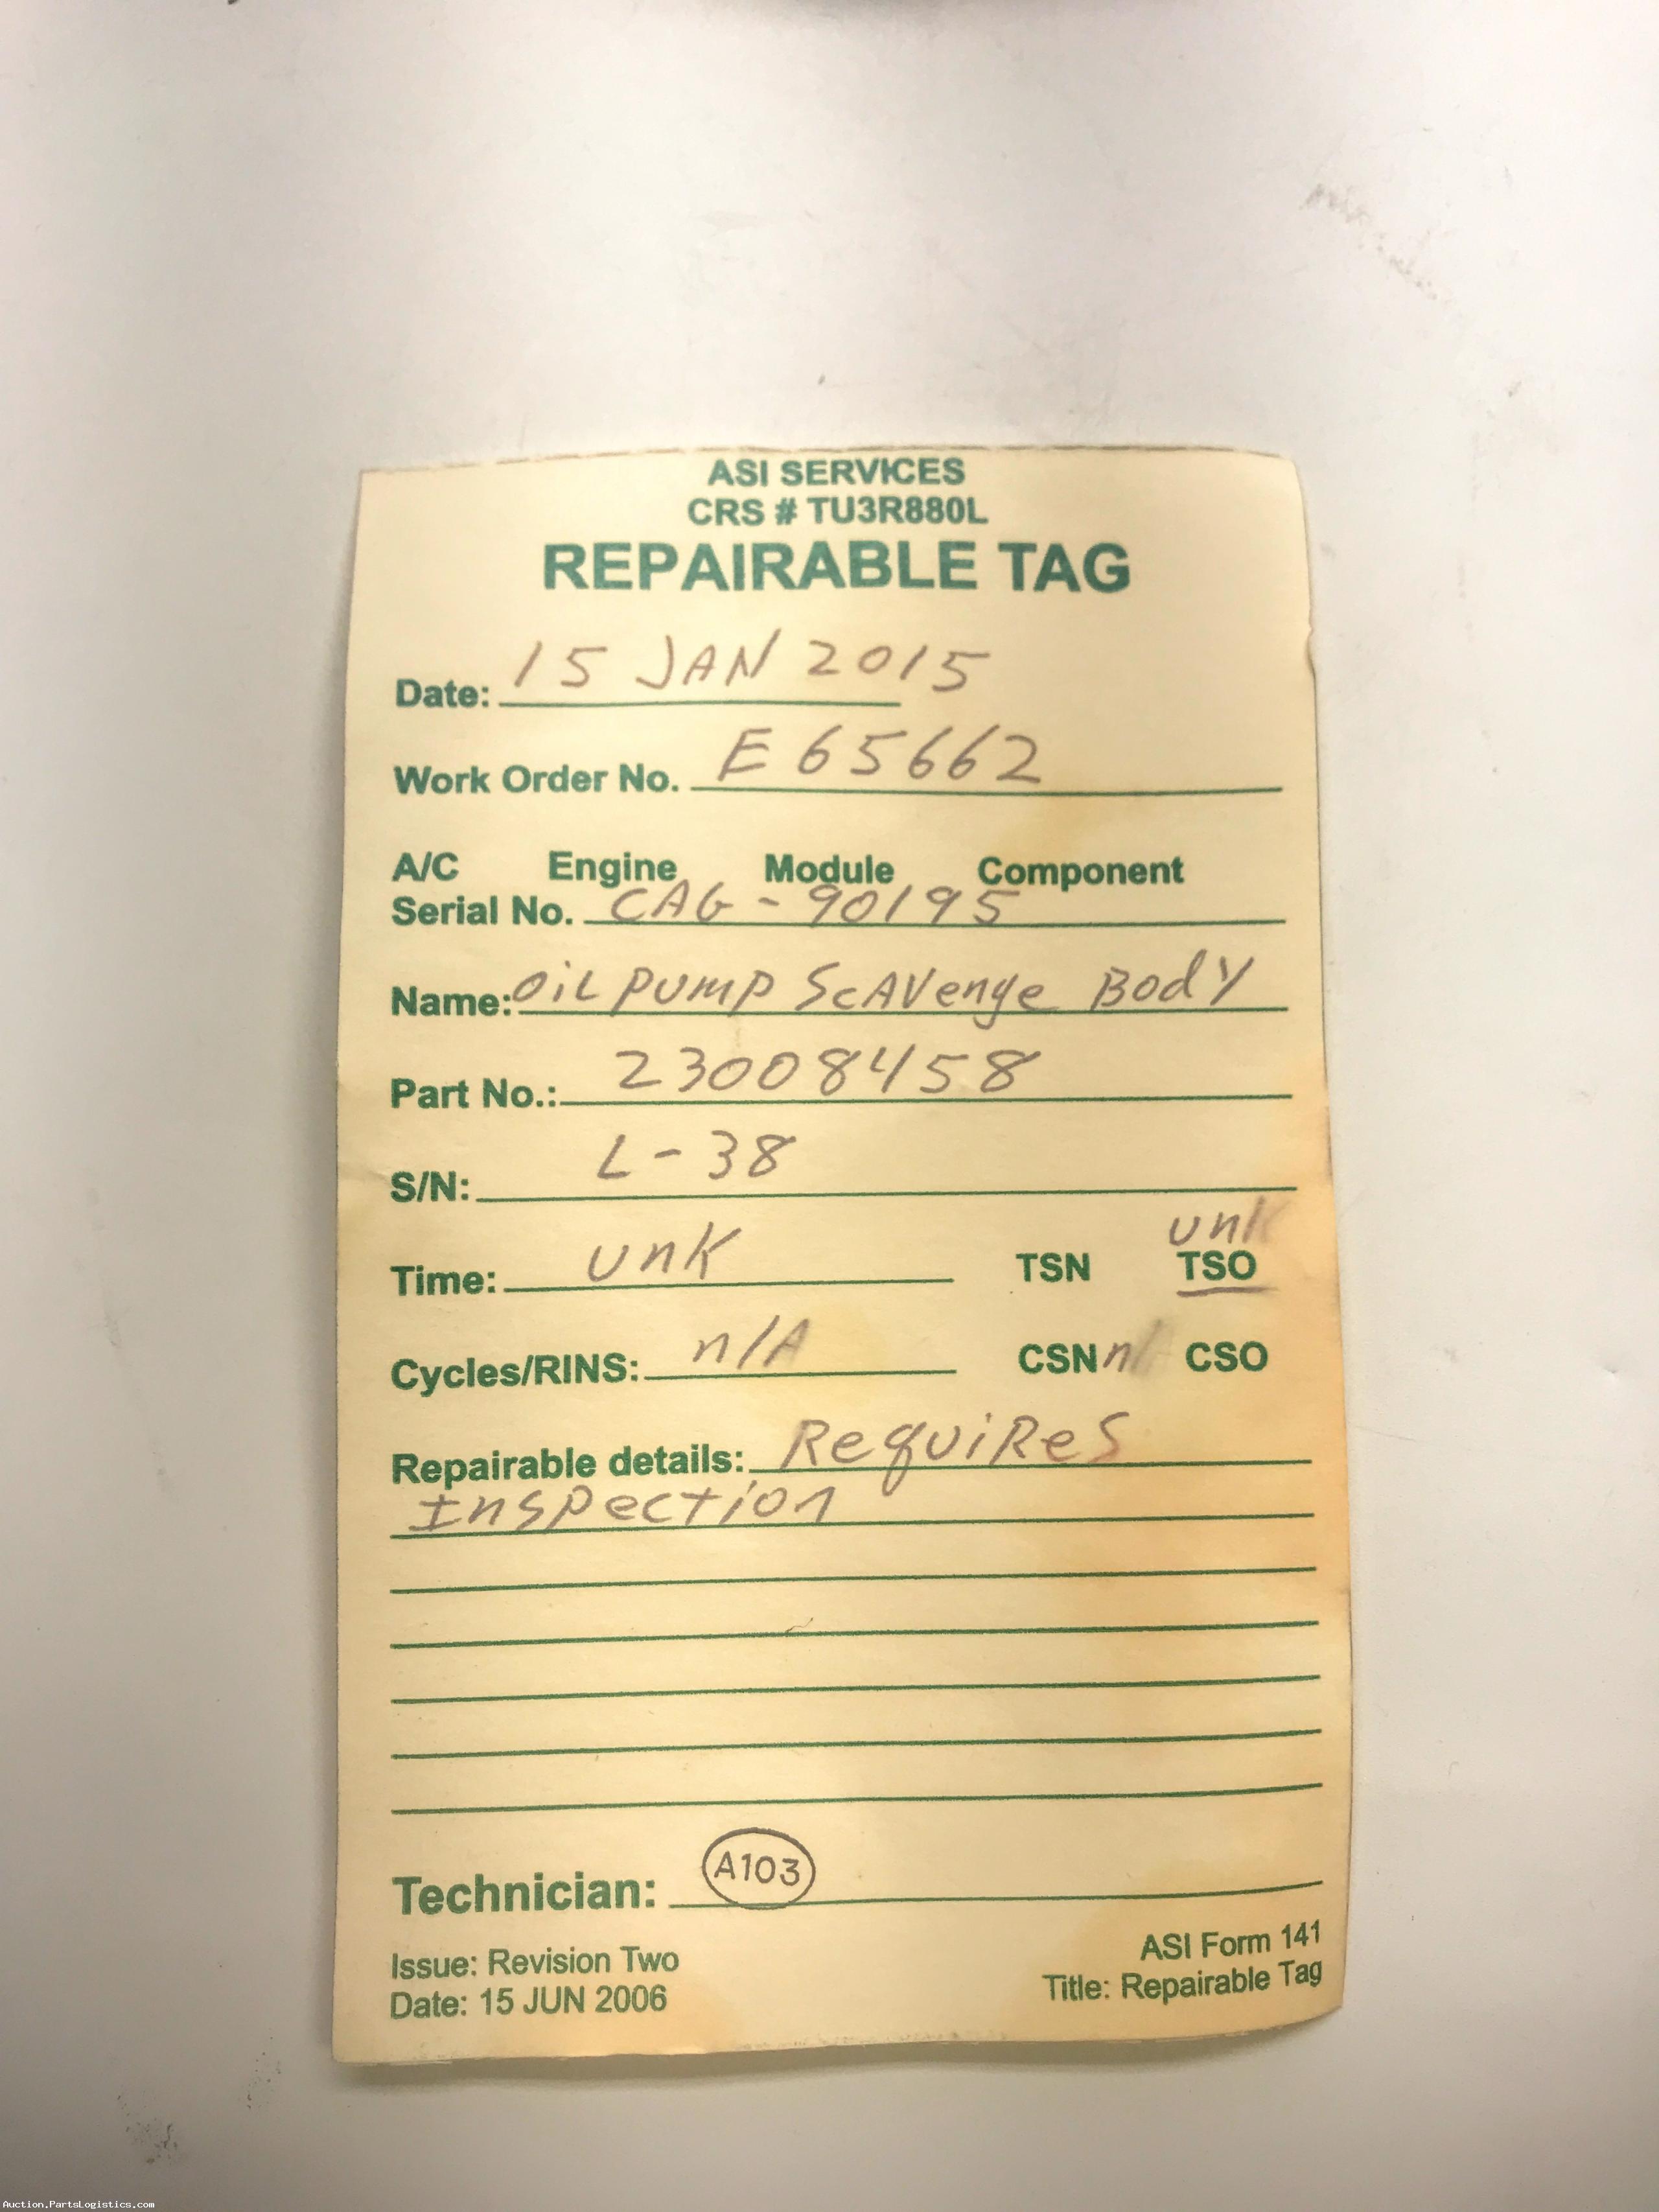 ASI SERVICES
CRS # TU3R880L
REPAIRABLE TAG
Date: 15 JAN 2015
Work Order No. E65662
A/C Engine Module Component
Serial No. CAG-90195
Name: OiL PUMP ScAVenge BodY
Part No.: 23008458
S/N: L-38
unk
Time: unK TSN TSO
Cycles/RINS: n/A CSN n/A CSO
Repairable details: RequiReS
Inspection
Technician: A103
Issue: Revision Two
Date: 15 JUN 2006
ASI Form 141
Title: Repairable Tag
Auction.PartsLogistics.com